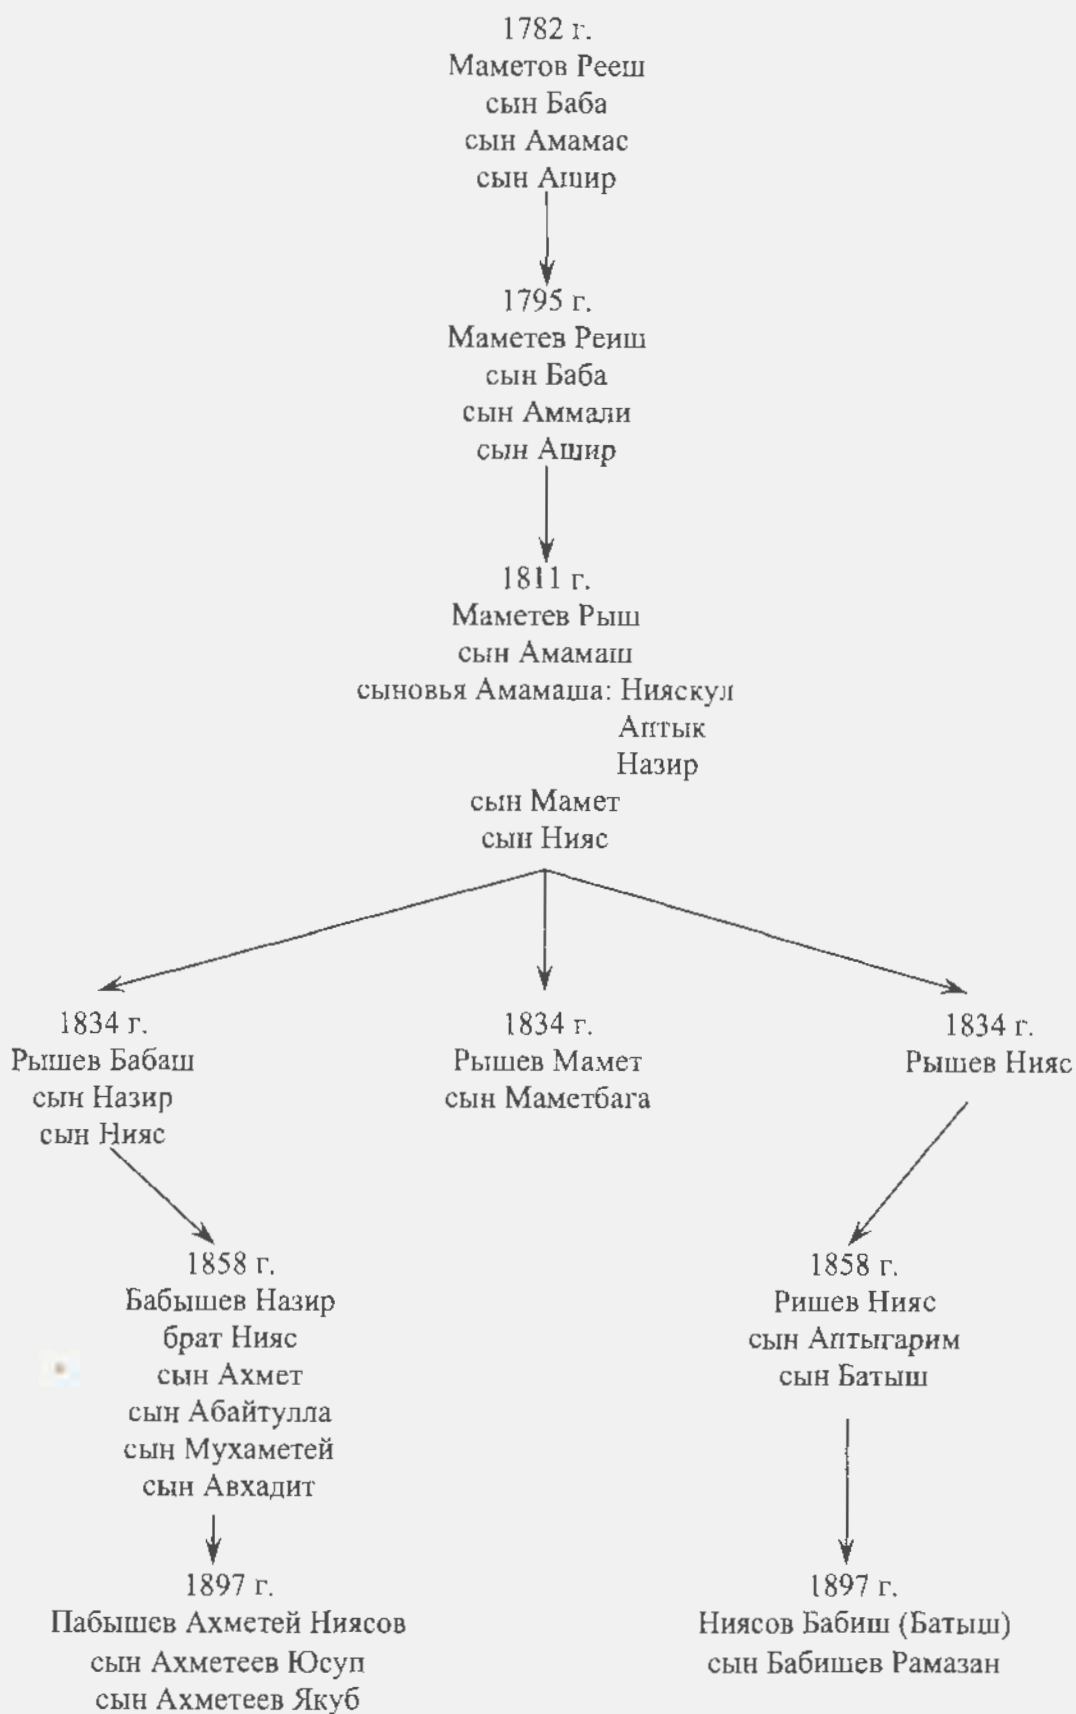 1782 г.
Маметов Рееш
сын Баба
сын Амамас
сын Ашир
1795 г.
Маметев Реиш
сын Баба
сын Аммали
сын Ашир
1811 г.
Маметев Рыш
сын Амамаш
сыновья Амамаша: Нияскул
Аптык
Назир
сын Мамет
сын Нияс
1834 г.
Рышев Бабаш
сын Назир
сын Нияс
1834 г.
Рышев Мамет
сын Маметбага
1834 г.
Рышев Нияс
1858 г.
Бабышев Назир
брат Нияс
сын Ахмет
сын Абайтулла
сын Мухаметей
сын Авхадит
1858 г.
Ришев Нияс
сын Аптыгарим
сын Батыш
1897 г.
Пабышев Ахметей Ниясов
сын Ахметеев Юсуп
сын Ахметеев Якуб
1897 г.
Ниясов Бабиш (Батыш)
сын Бабишев Рамазан